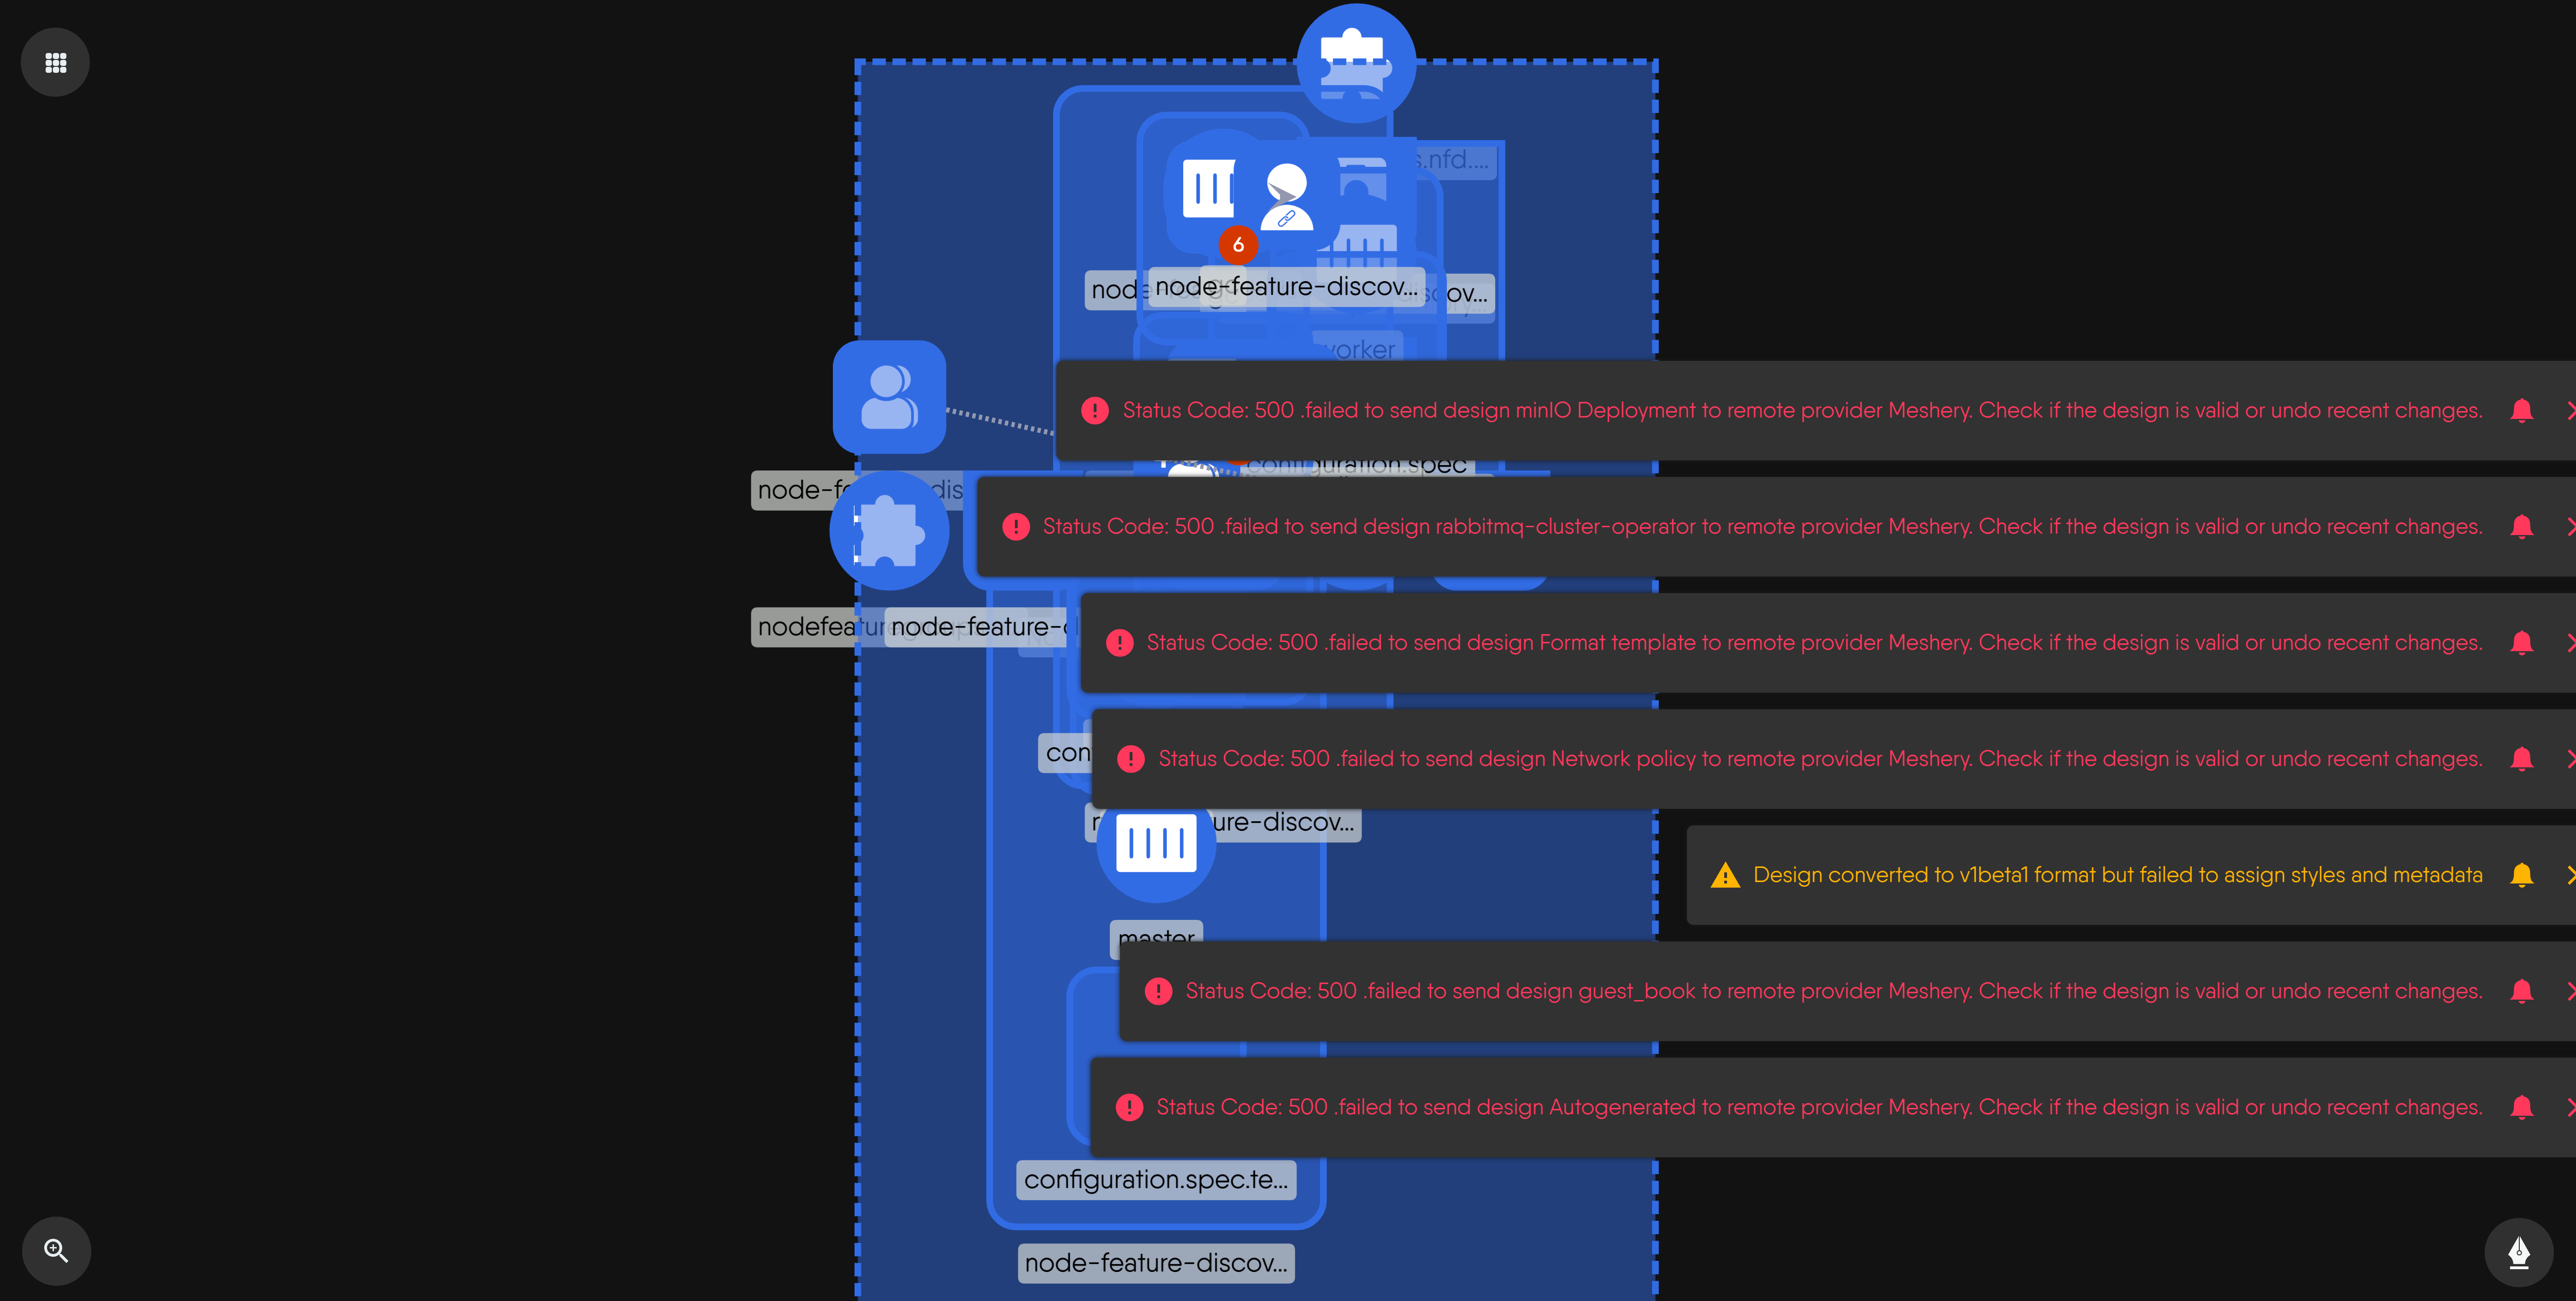 s.nfd....
6
node-feature-discov...
discov...
worker
Status Code: 500 .failed to send design minIO Deployment to remote provider Meshery. Check if the design is valid or undo recent changes.
configuration.spec
Status Code: 500 .failed to send design rabbitmq-cluster-operator to remote provider Meshery. Check if the design is valid or undo recent changes.
node-feature-d
Status Code: 500 .failed to send design Format template to remote provider Meshery. Check if the design is valid or undo recent changes.
con
Status Code: 500 .failed to send design Network policy to remote provider Meshery. Check if the design is valid or undo recent changes.
ure-discov...
Design converted to v1beta1 format but failed to assign styles and metadata
master
Status Code: 500 .failed to send design guest_book to remote provider Meshery. Check if the design is valid or undo recent changes.
Status Code: 500 .failed to send design Autogenerated to remote provider Meshery. Check if the design is valid or undo recent changes.
configuration.spec.te...
node-feature-discov...